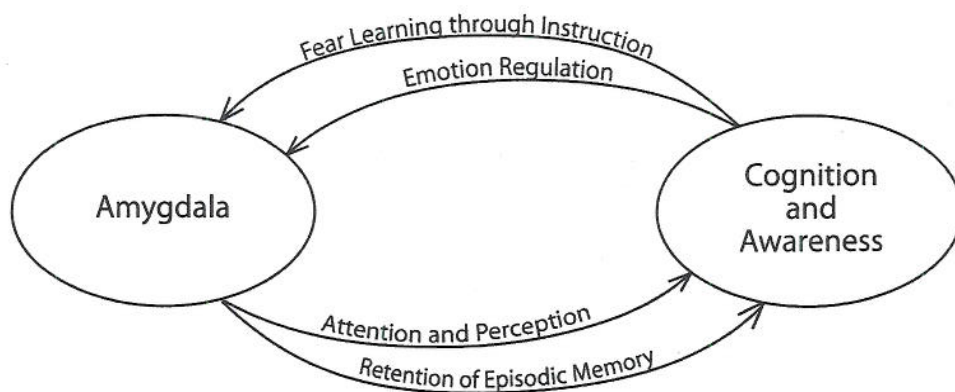 Fear Learning through Instruction
Emotion Regulation
Amygdala
Cognition
and
Awareness
Attention and Perception
Retention of Episodic Memory